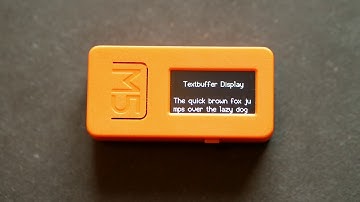 M5
Textbuffer Display
The quick brown fox ju
mps over the lazy dog